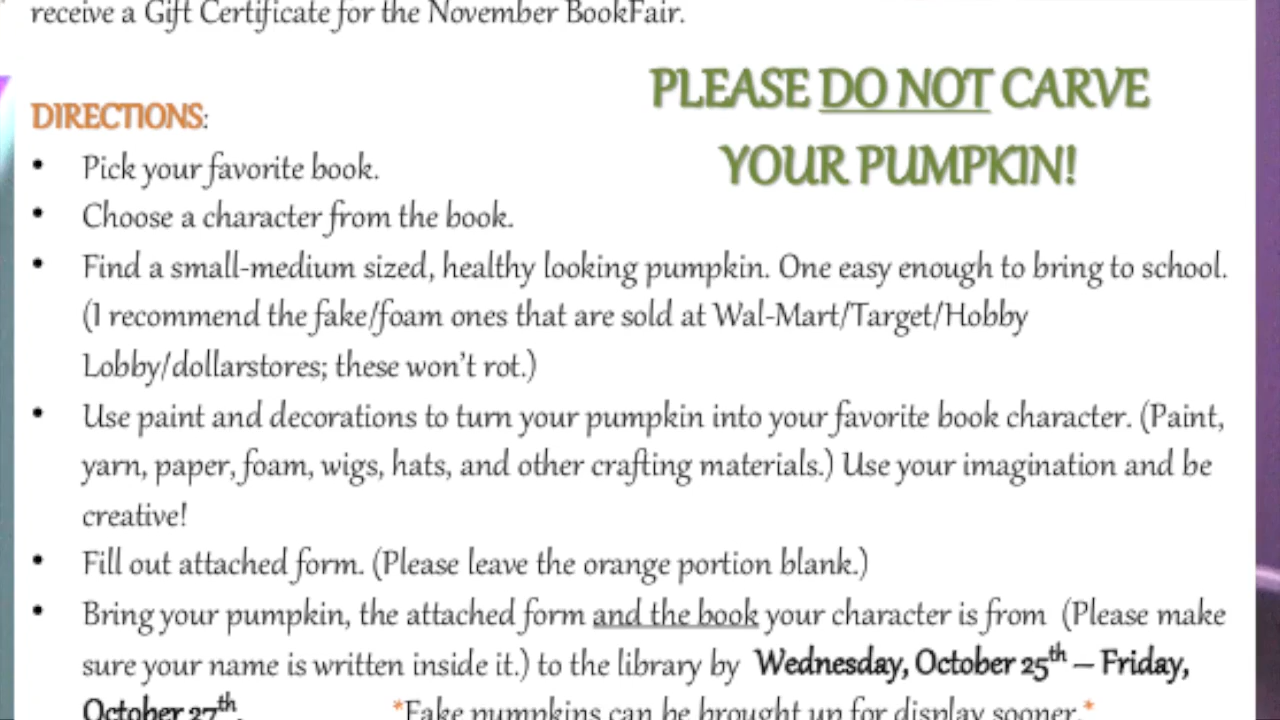 receive a Gift Certificate for the November BookFair.
PLEASE DO NOT CARVE
YOUR PUMPKIN!
DIRECTIONS:
• Pick your favorite book.
• Choose a character from the book.
• Find a small-medium sized, healthy looking pumpkin. One easy enough to bring to school.
(I recommend the fake/foam ones that are sold at Wal-Mart/Target/Hobby
Lobby/dollarstores; these won't rot.)
• Use paint and decorations to turn your pumpkin into your favorite book character. (Paint,
yarn, paper, foam, wigs, hats, and other crafting materials.) Use your imagination and be
creative!
• Fill out attached form. (Please leave the orange portion blank.)
• Bring your pumpkin, the attached form and the book your character is from (Please make
sure your name is written inside it.) to the library by Wednesday, October 25th – Friday,
October 27th. *Fake pumpkins can be brought up for display sooner.*